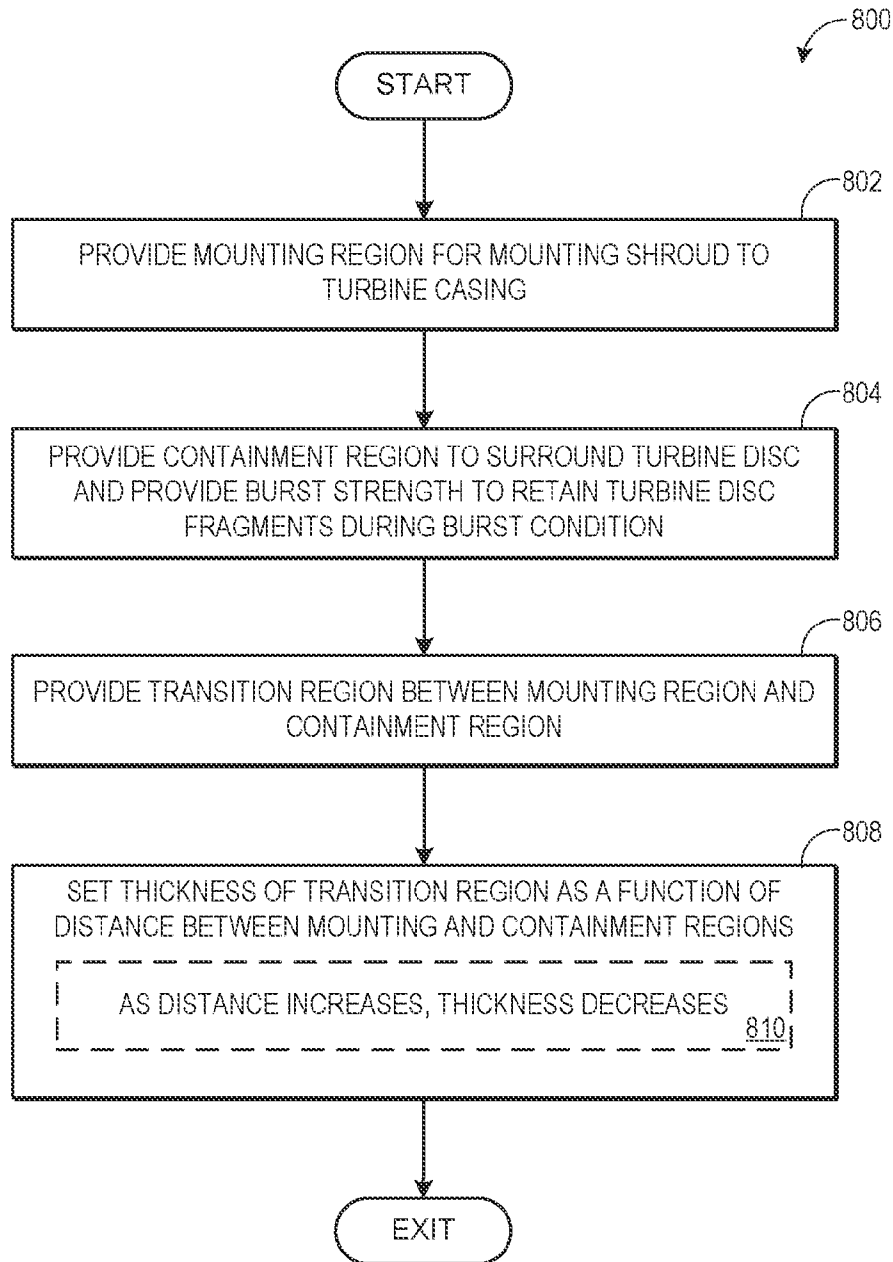 800
START
802
PROVIDE MOUNTING REGION FOR MOUNTING SHROUD TO
TURBINE CASING
804
PROVIDE CONTAINMENT REGION TO SURROUND TURBINE DISC
AND PROVIDE BURST STRENGTH TO RETAIN TURBINE DISC
FRAGMENTS DURING BURST CONDITION
806
PROVIDE TRANSITION REGION BETWEEN MOUNTING REGION AND
CONTAINMENT REGION
808
SET THICKNESS OF TRANSITION REGION AS A FUNCTION OF
DISTANCE BETWEEN MOUNTING AND CONTAINMENT REGIONS
AS DISTANCE INCREASES, THICKNESS DECREASES
810
EXIT